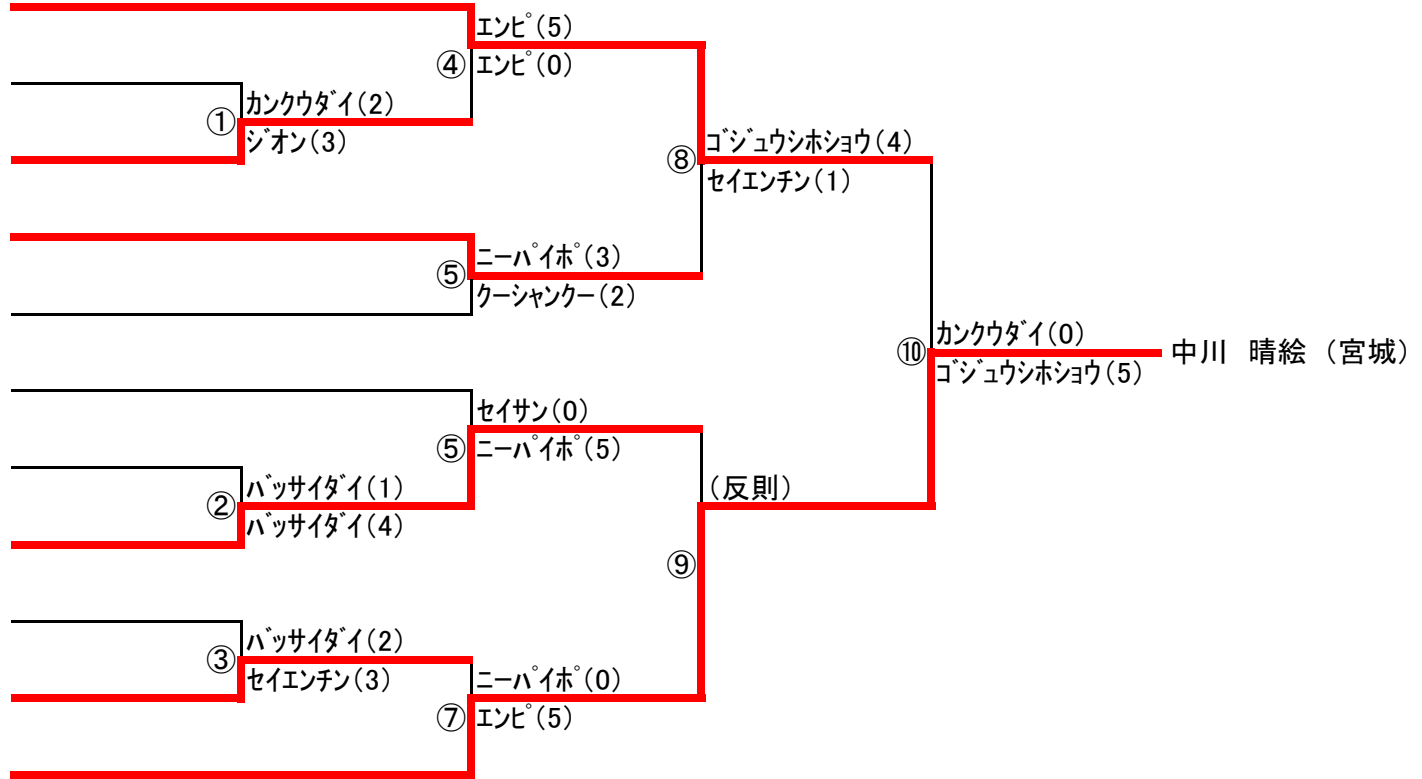 エンピ(5)
④
エンピ(0)
カンクウダイ(2)
①
ジオン(3)
ゴジュウシホショウ(4)
⑧
セイエンチン(1)
ニーパイポ(3)
⑤
クーシャンクー(2)
カンクウダイ(0)
⑩
中川 晴絵 (宮城)
ゴジュウシホショウ(5)
セイサン(0)
⑤
ニーパイポ(5)
バッサイダイ(1)
(反則)
②
バッサイダイ(4)
⑨
バッサイダイ(2)
③
セイエンチン(3)
ニーパイポ(0)
⑦
エンピ(5)